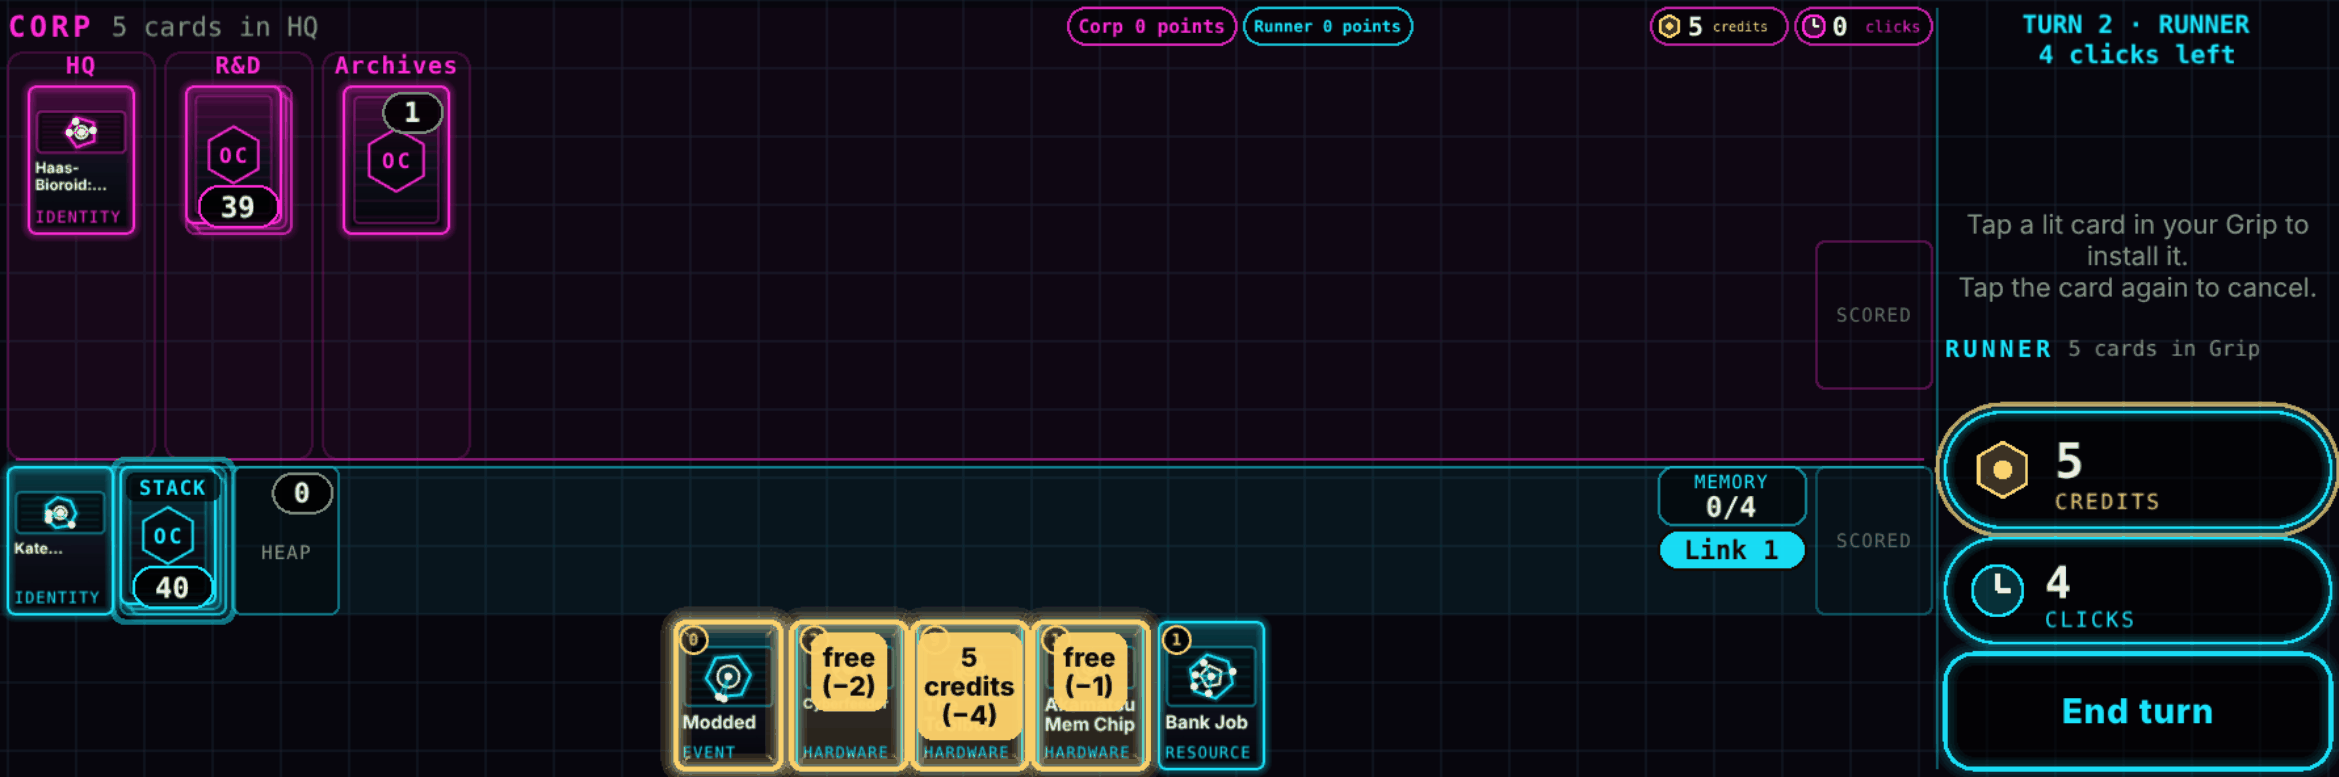 CORP 5 cards in HQ
Corp 0 points
Runner 0 points
5 credits
0 clicks
TURN 2 · RUNNER
4 clicks left
HQ
R&D
Archives
Haas-
Bioroid:...
IDENTITY
OC
39
1
OC
SCORED
Tap a lit card in your Grip to
install it.
Tap the card again to cancel.
RUNNER 5 cards in Grip
5
CREDITS
4
CLICKS
End turn
Kate...
IDENTITY
STACK
OC
40
0
HEAP
MEMORY
0/4
Link 1
SCORED
0
Modded
EVENT
free
(−2)
HARDWARE
5
credits
(−4)
HARDWARE
free
(−1)
Mem Chip
HARDWARE
1
Bank Job
RESOURCE